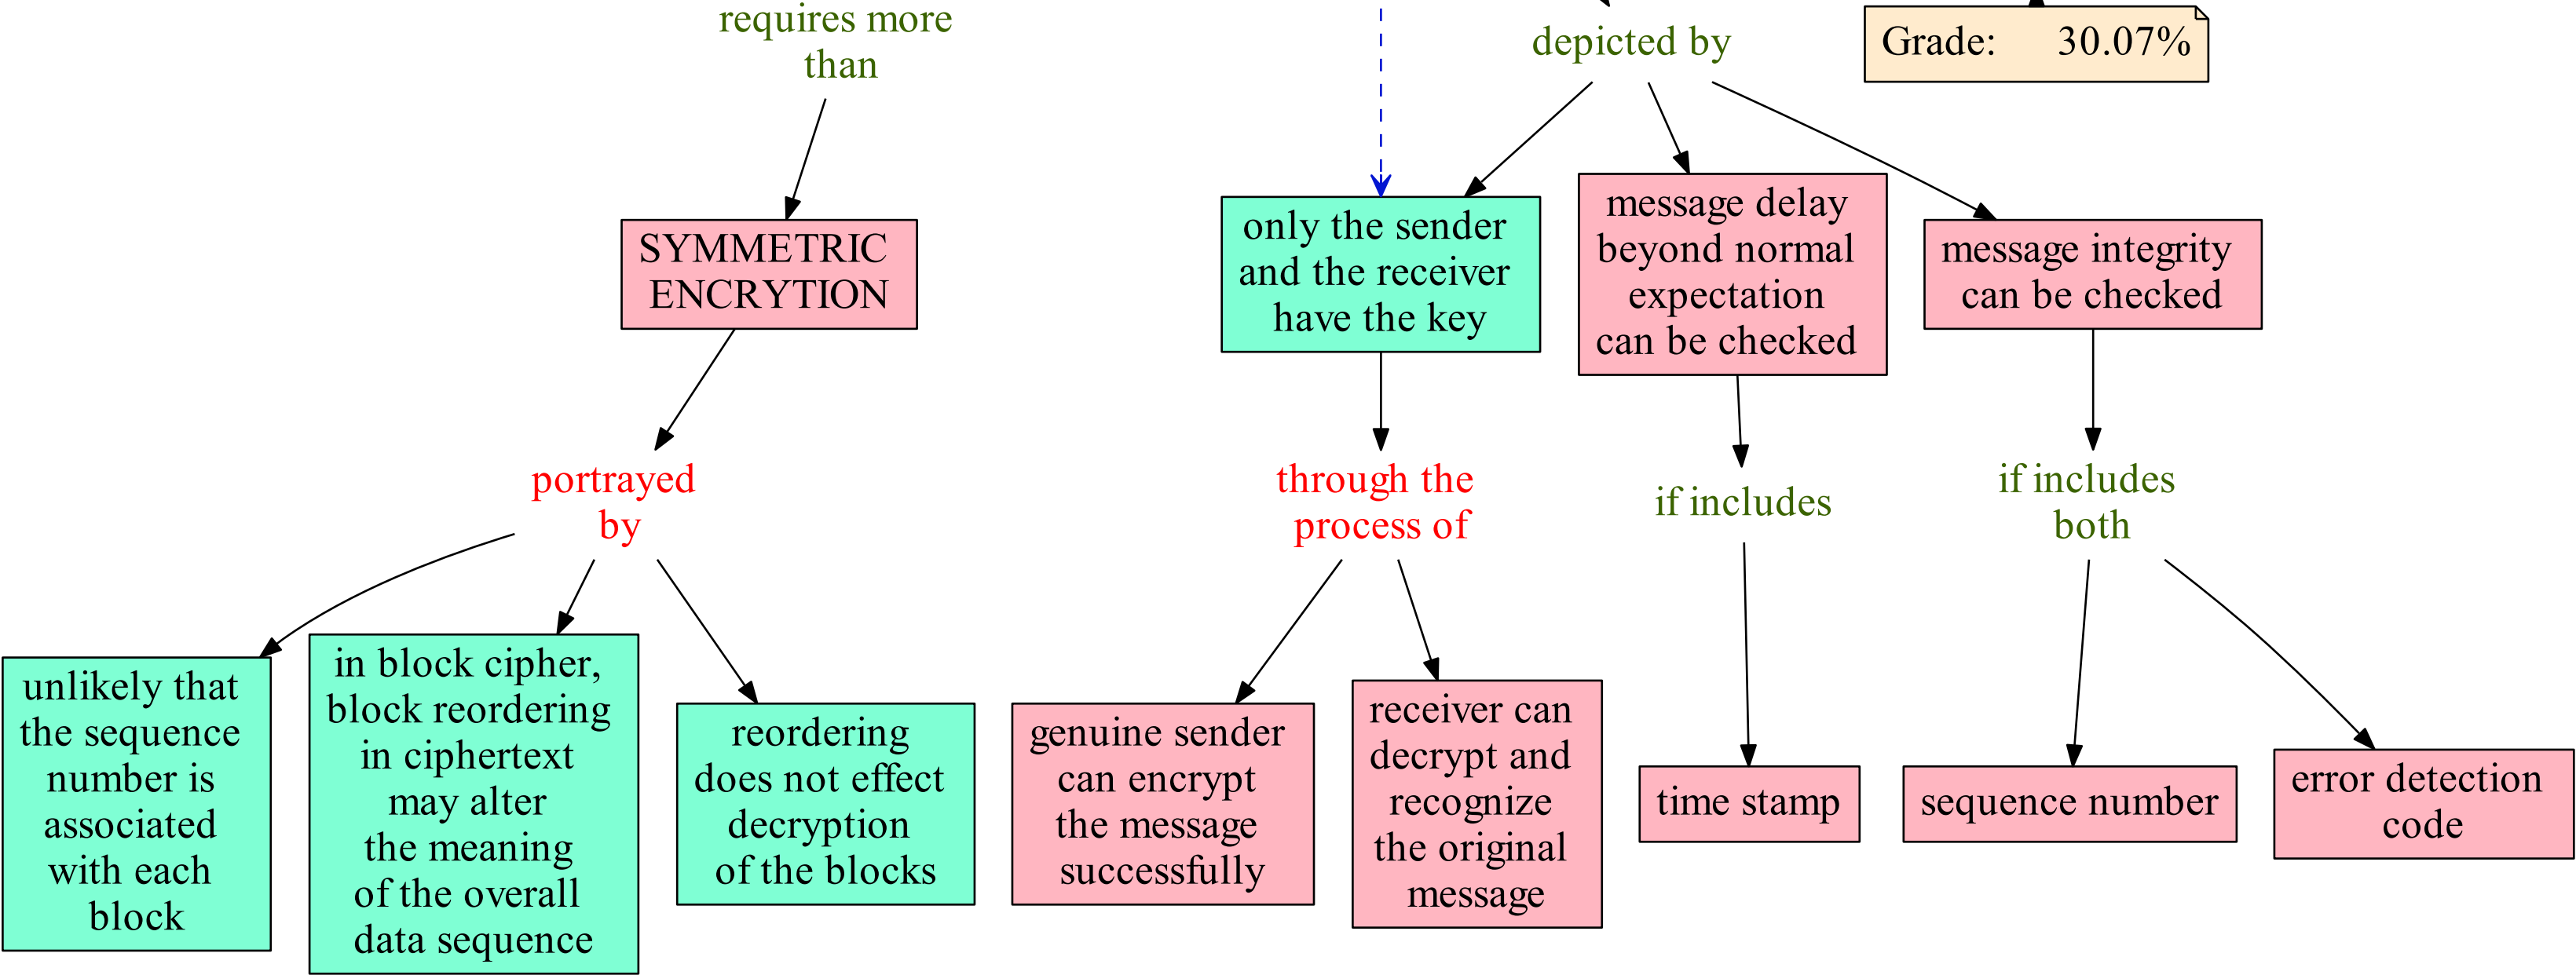 requires more
than
depicted by
Grade: 30.07%
SYMMETRIC
ENCRYTION
only the sender
and the receiver
have the key
message delay
beyond normal
expectation
can be checked
message integrity
can be checked
portrayed
by
through the
process of
if includes
if includes
both
unlikely that
the sequence
number is
associated
with each
block
in block cipher,
block reordering
in ciphertext
may alter
the meaning
of the overall
data sequence
reordering
does not effect
decryption
of the blocks
genuine sender
can encrypt
the message
successfully
receiver can
decrypt and
recognize
the original
message
time stamp
sequence number
error detection
code